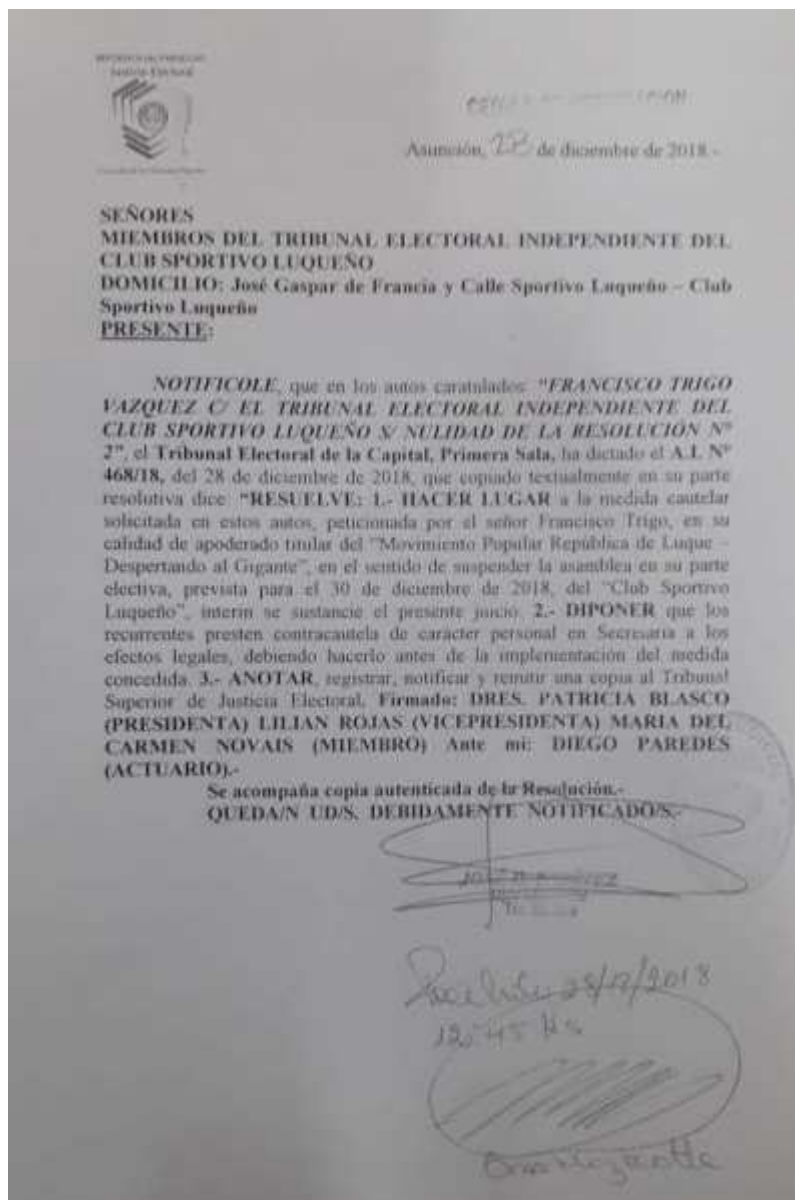 REPÚBLICA DEL PARAGUAY
JUSTICIA ELECTORAL
Asunción, 28 de diciembre de 2018.-
SEÑORES
MIEMBROS DEL TRIBUNAL ELECTORAL INDEPENDIENTE DEL
CLUB SPORTIVO LUQUEÑO
DOMICILIO: José Gaspar de Francia y Calle Sportivo Luqueño – Club
Sportivo Luqueño
PRESENTE:
NOTIFICOLE, que en los autos caratulados: "FRANCISCO TRIGO
VAZQUEZ C/ EL TRIBUNAL ELECTORAL INDEPENDIENTE DEL
CLUB SPORTIVO LUQUEÑO S/ NULIDAD DE LA RESOLUCIÓN Nº
2", el Tribunal Electoral de la Capital, Primera Sala, ha dictado el A.I. Nº
468/18, del 28 de diciembre de 2018, que copiado textualmente en su parte
resolutiva dice: "RESUELVE: 1.- HACER LUGAR a la medida cautelar
solicitada en estos autos, peticionada por el señor Francisco Trigo, en su
calidad de apoderado titular del "Movimiento Popular República de Luque –
Despertando al Gigante", en el sentido de suspender la asamblea en su parte
electiva, prevista para el 30 de diciembre de 2018, del "Club Sportivo
Luqueño", interin se sustancie el presente juicio. 2.- DIPONER que los
recurrentes presten contracautela de carácter personal en Secretaría a los
efectos legales, debiendo hacerlo antes de la implementación del medida
concedida. 3.- ANOTAR, registrar, notificar y remitir una copia al Tribunal
Superior de Justicia Electoral. Firmado: DRES. PATRICIA BLASCO
(PRESIDENTA) LILIAN ROJAS (VICEPRESIDENTA) MARIA DEL
CARMEN NOVAIS (MIEMBRO) Ante mi: DIEGO PAREDES
(ACTUARIO).-
Se acompaña copia autenticada de la Resolución.-
QUEDA/N UD/S. DEBIDAMENTE NOTIFICADO/S.-
28/12/2018
12:45 Hs